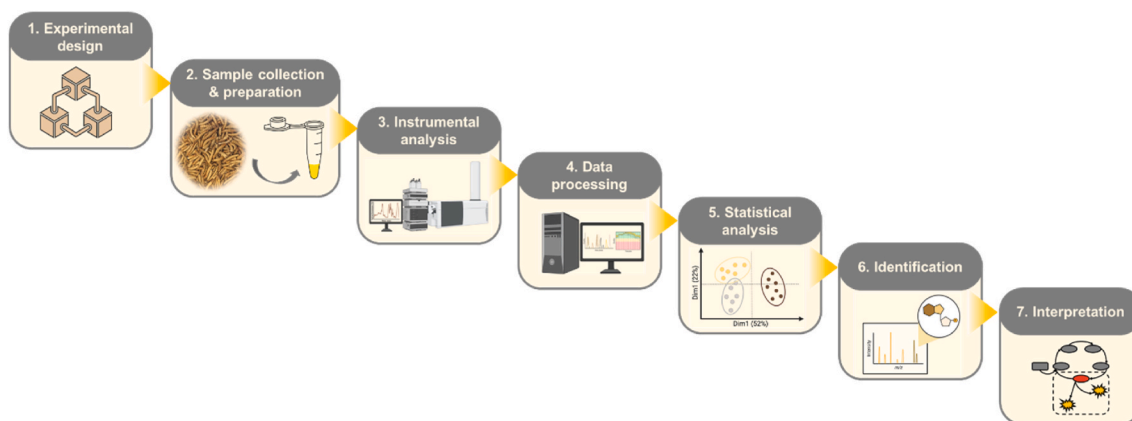 1. Experimental
design
2. Sample collection
& preparation
3. Instrumental
analysis
4. Data
processing
5. Statistical
analysis
Dim1 (22%)
Dim1 (52%)
6. Identification
Intensity
m/z
7. Interpretation